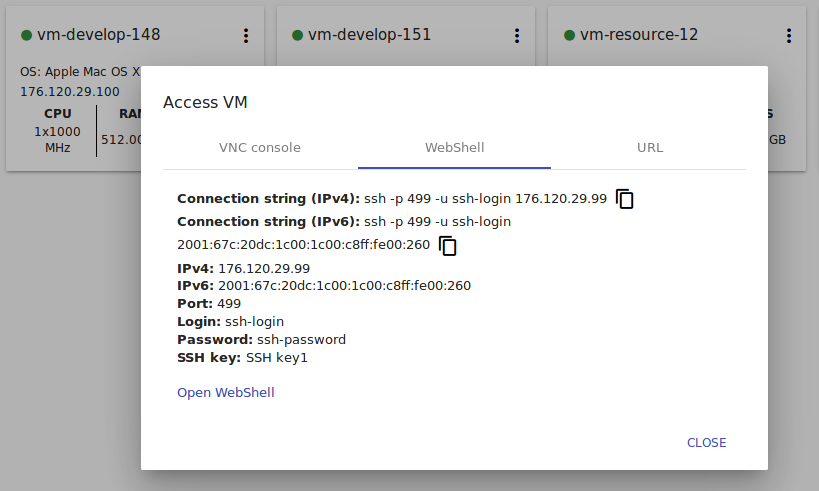 vm-develop-148
vm-develop-151
vm-resource-12
OS: Apple Mac OS X
176.120.29.100
CPU
1x1000
MHz
512.00
GB
Access VM
VNC console
WebShell
URL
Connection string (IPv4): ssh -p 499 -u ssh-login 176.120.29.99
Connection string (IPv6): ssh -p 499 -u ssh-login
2001:67c:20dc:1c00:1c00:c8ff:fe00:260
IPv4: 176.120.29.99
IPv6: 2001:67c:20dc:1c00:1c00:c8ff:fe00:260
Port: 499
Login: ssh-login
Password: ssh-password
SSH key: SSH key1
Open WebShell
CLOSE